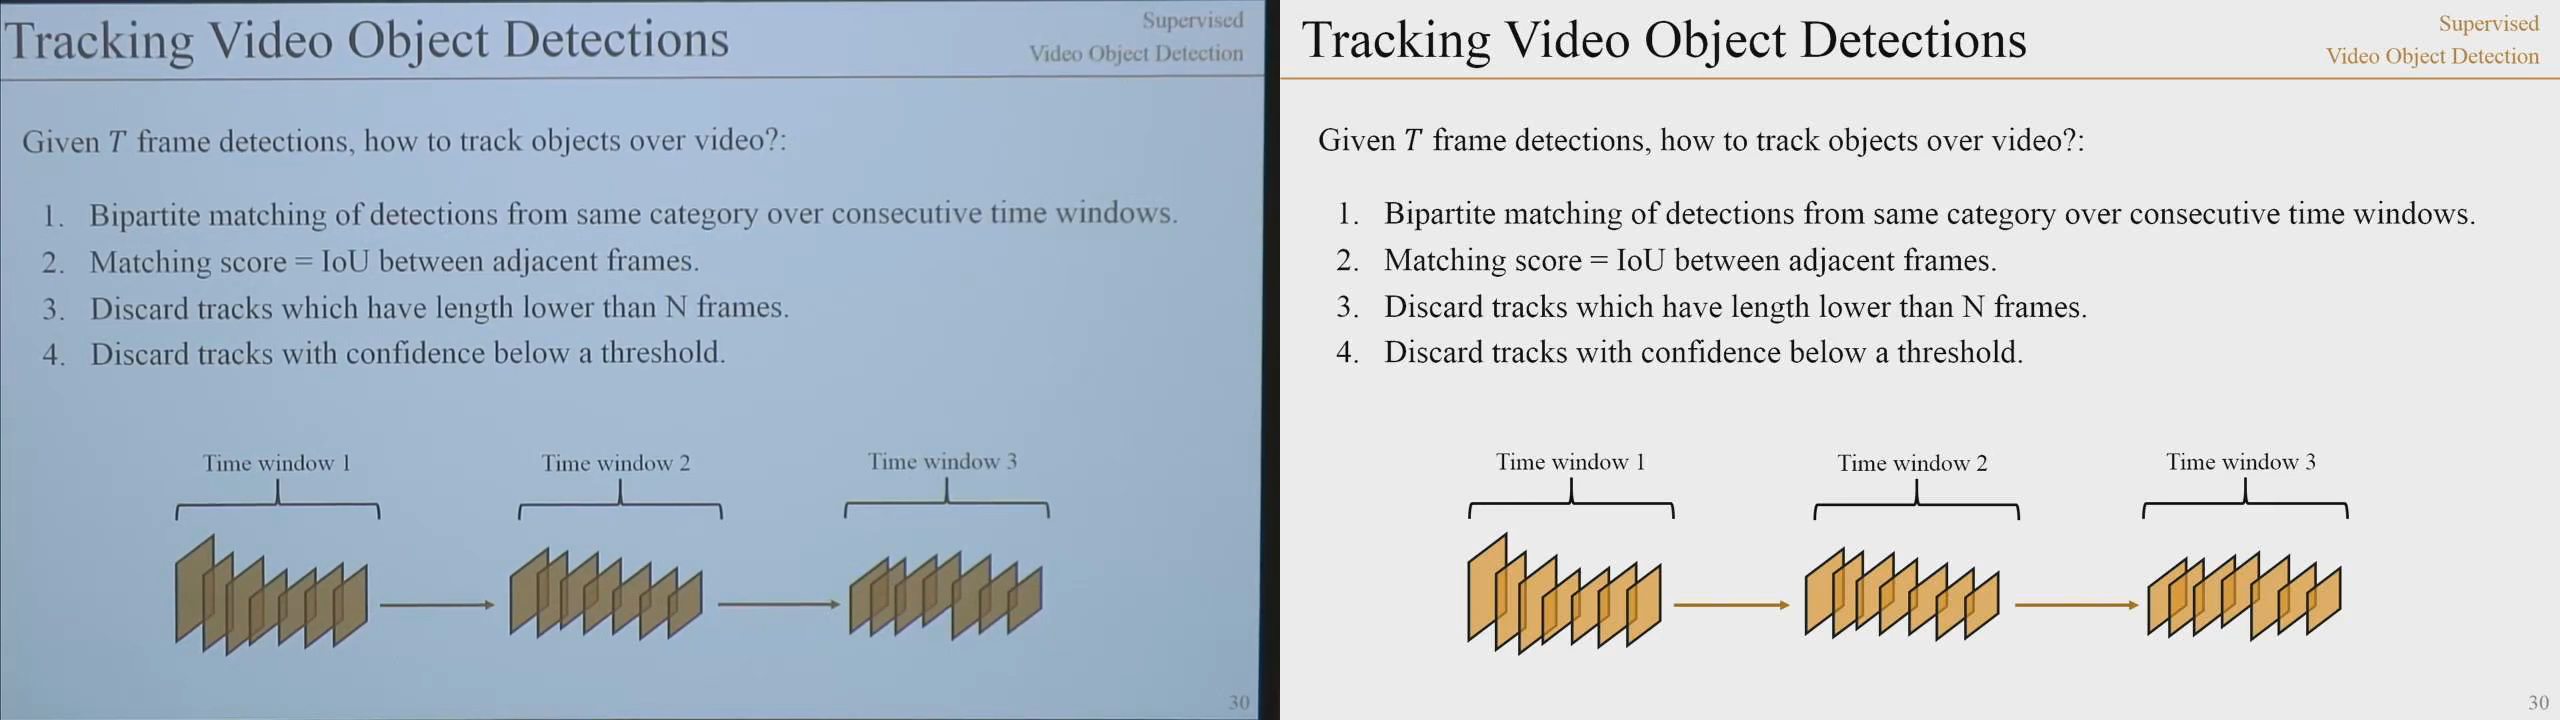 Tracking Video Object Detections
Supervised
Video Object Detection
Given T frame detections, how to track objects over video?:
1. Bipartite matching of detections from same category over consecutive time windows.
2. Matching score = IoU between adjacent frames.
3. Discard tracks which have length lower than N frames.
4. Discard tracks with confidence below a threshold.
Time window 1
Time window 2
Time window 3
30
Tracking Video Object Detections
Supervised
Video Object Detection
Given T frame detections, how to track objects over video?:
1. Bipartite matching of detections from same category over consecutive time windows.
2. Matching score = IoU between adjacent frames.
3. Discard tracks which have length lower than N frames.
4. Discard tracks with confidence below a threshold.
Time window 1
Time window 2
Time window 3
30